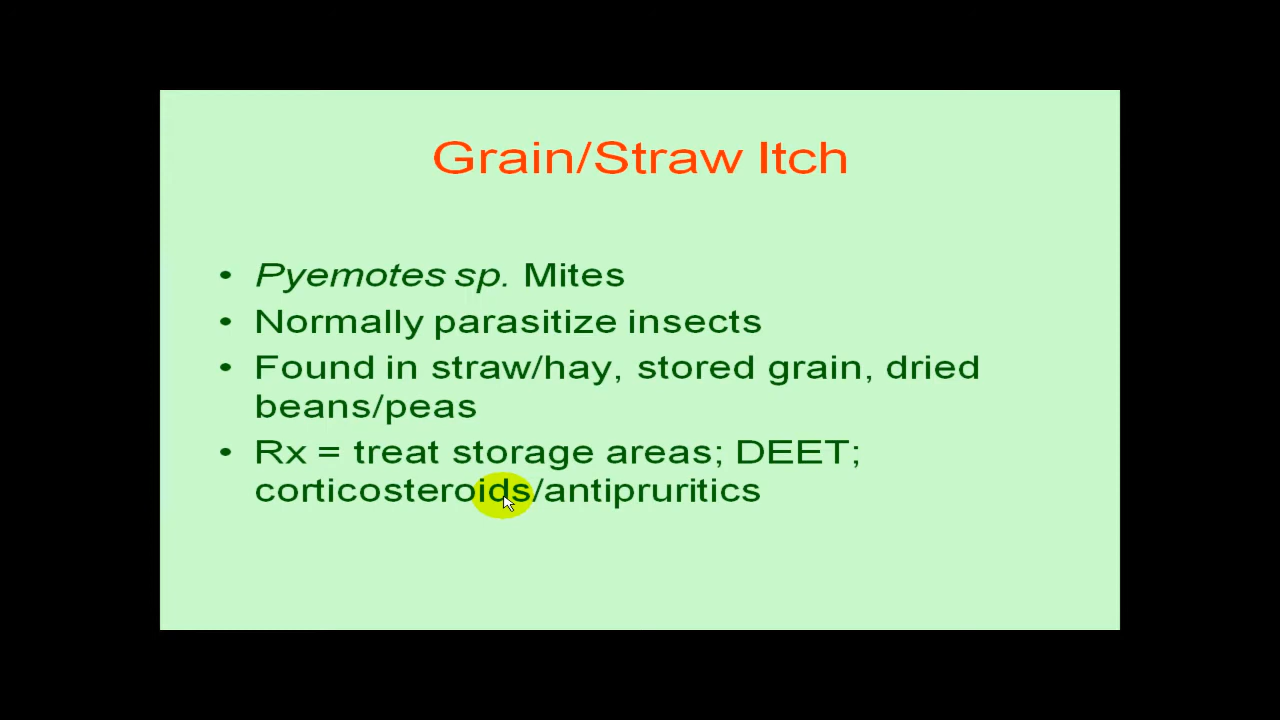 Grain/Straw Itch
• Pyemotes sp. Mites
• Normally parasitize insects
• Found in straw/hay, stored grain, dried
beans/peas
• Rx = treat storage areas; DEET;
corticosteroids/antipruritics